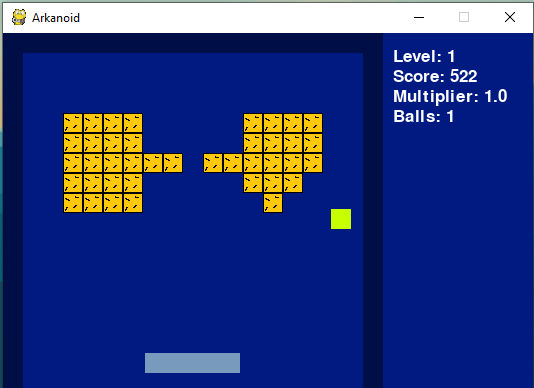 Arkanoid
Level: 1
Score: 522
Multiplier: 1.0
Balls: 1